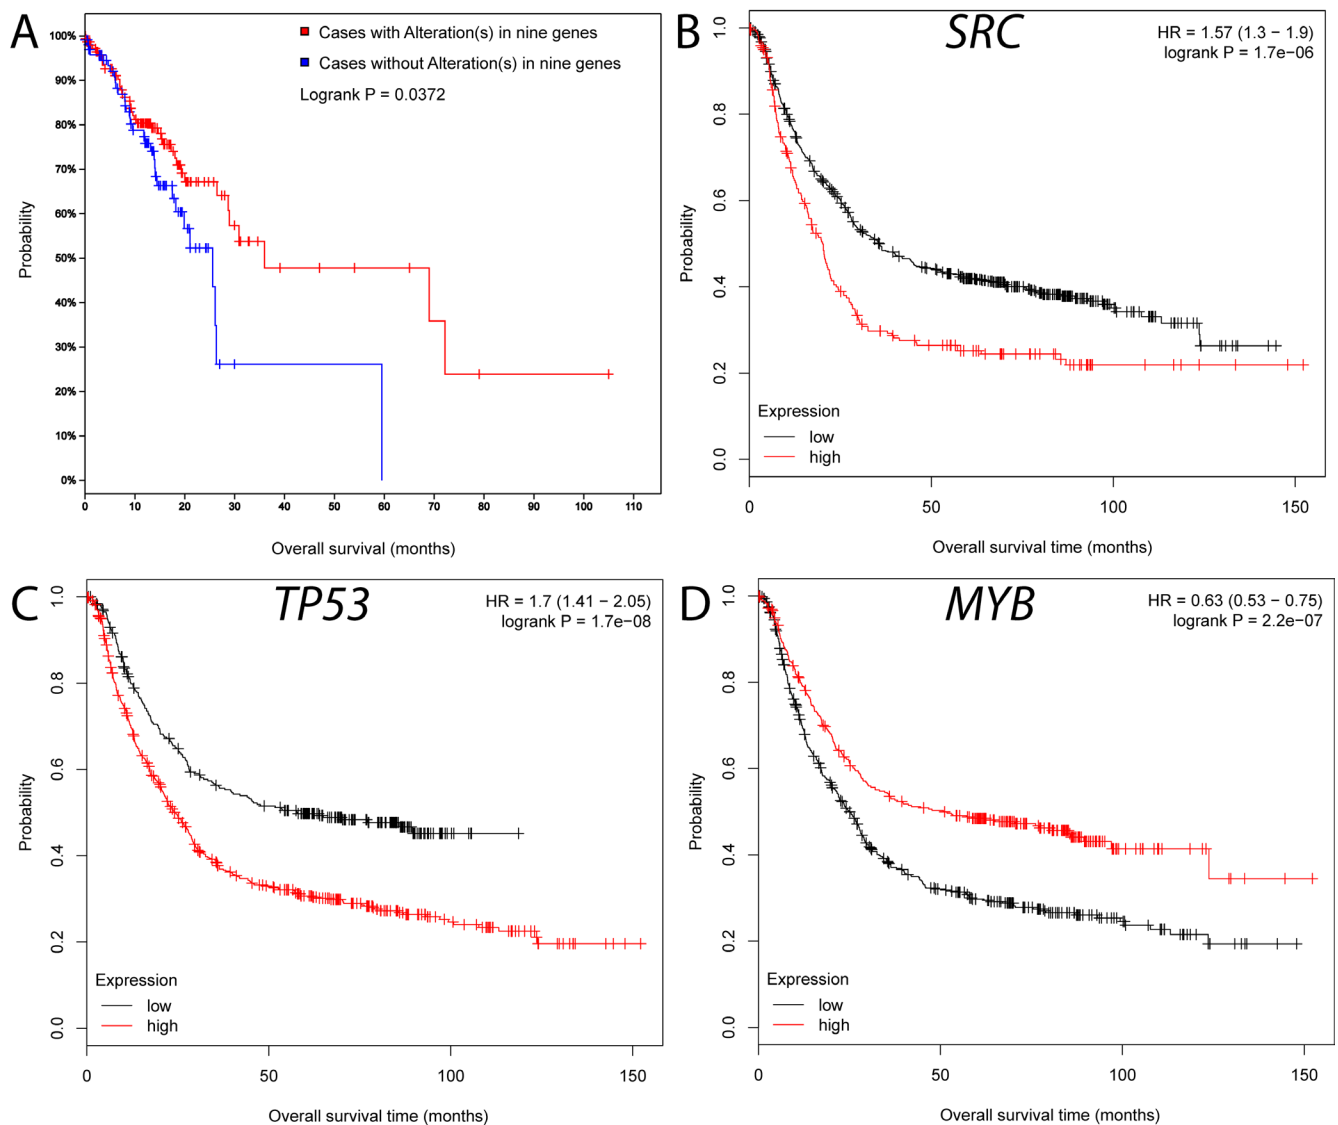 A
Cases with Alteration(s) in nine genes
Cases without Alteration(s) in nine genes
Logrank P = 0.0372
100%
90%
80%
70%
60%
50%
40%
30%
20%
10%
0%
Probability
0 10 20 30 40 50 60 70 80 90 100 110
Overall survival (months)
B
SRC
HR = 1.57 (1.3 − 1.9)
logrank P = 1.7e−06
1.0
0.8
0.6
0.4
0.2
0.0
Probability
Expression
low
high
0 50 100 150
Overall survival time (months)
C
TP53
HR = 1.7 (1.41 − 2.05)
logrank P = 1.7e−08
1.0
0.8
0.6
0.4
0.2
0.0
Probability
Expression
low
high
0 50 100 150
Overall survival time (months)
D
MYB
HR = 0.63 (0.53 − 0.75)
logrank P = 2.2e−07
1.0
0.8
0.6
0.4
0.2
0.0
Probability
Expression
low
high
0 50 100 150
Overall survival time (months)